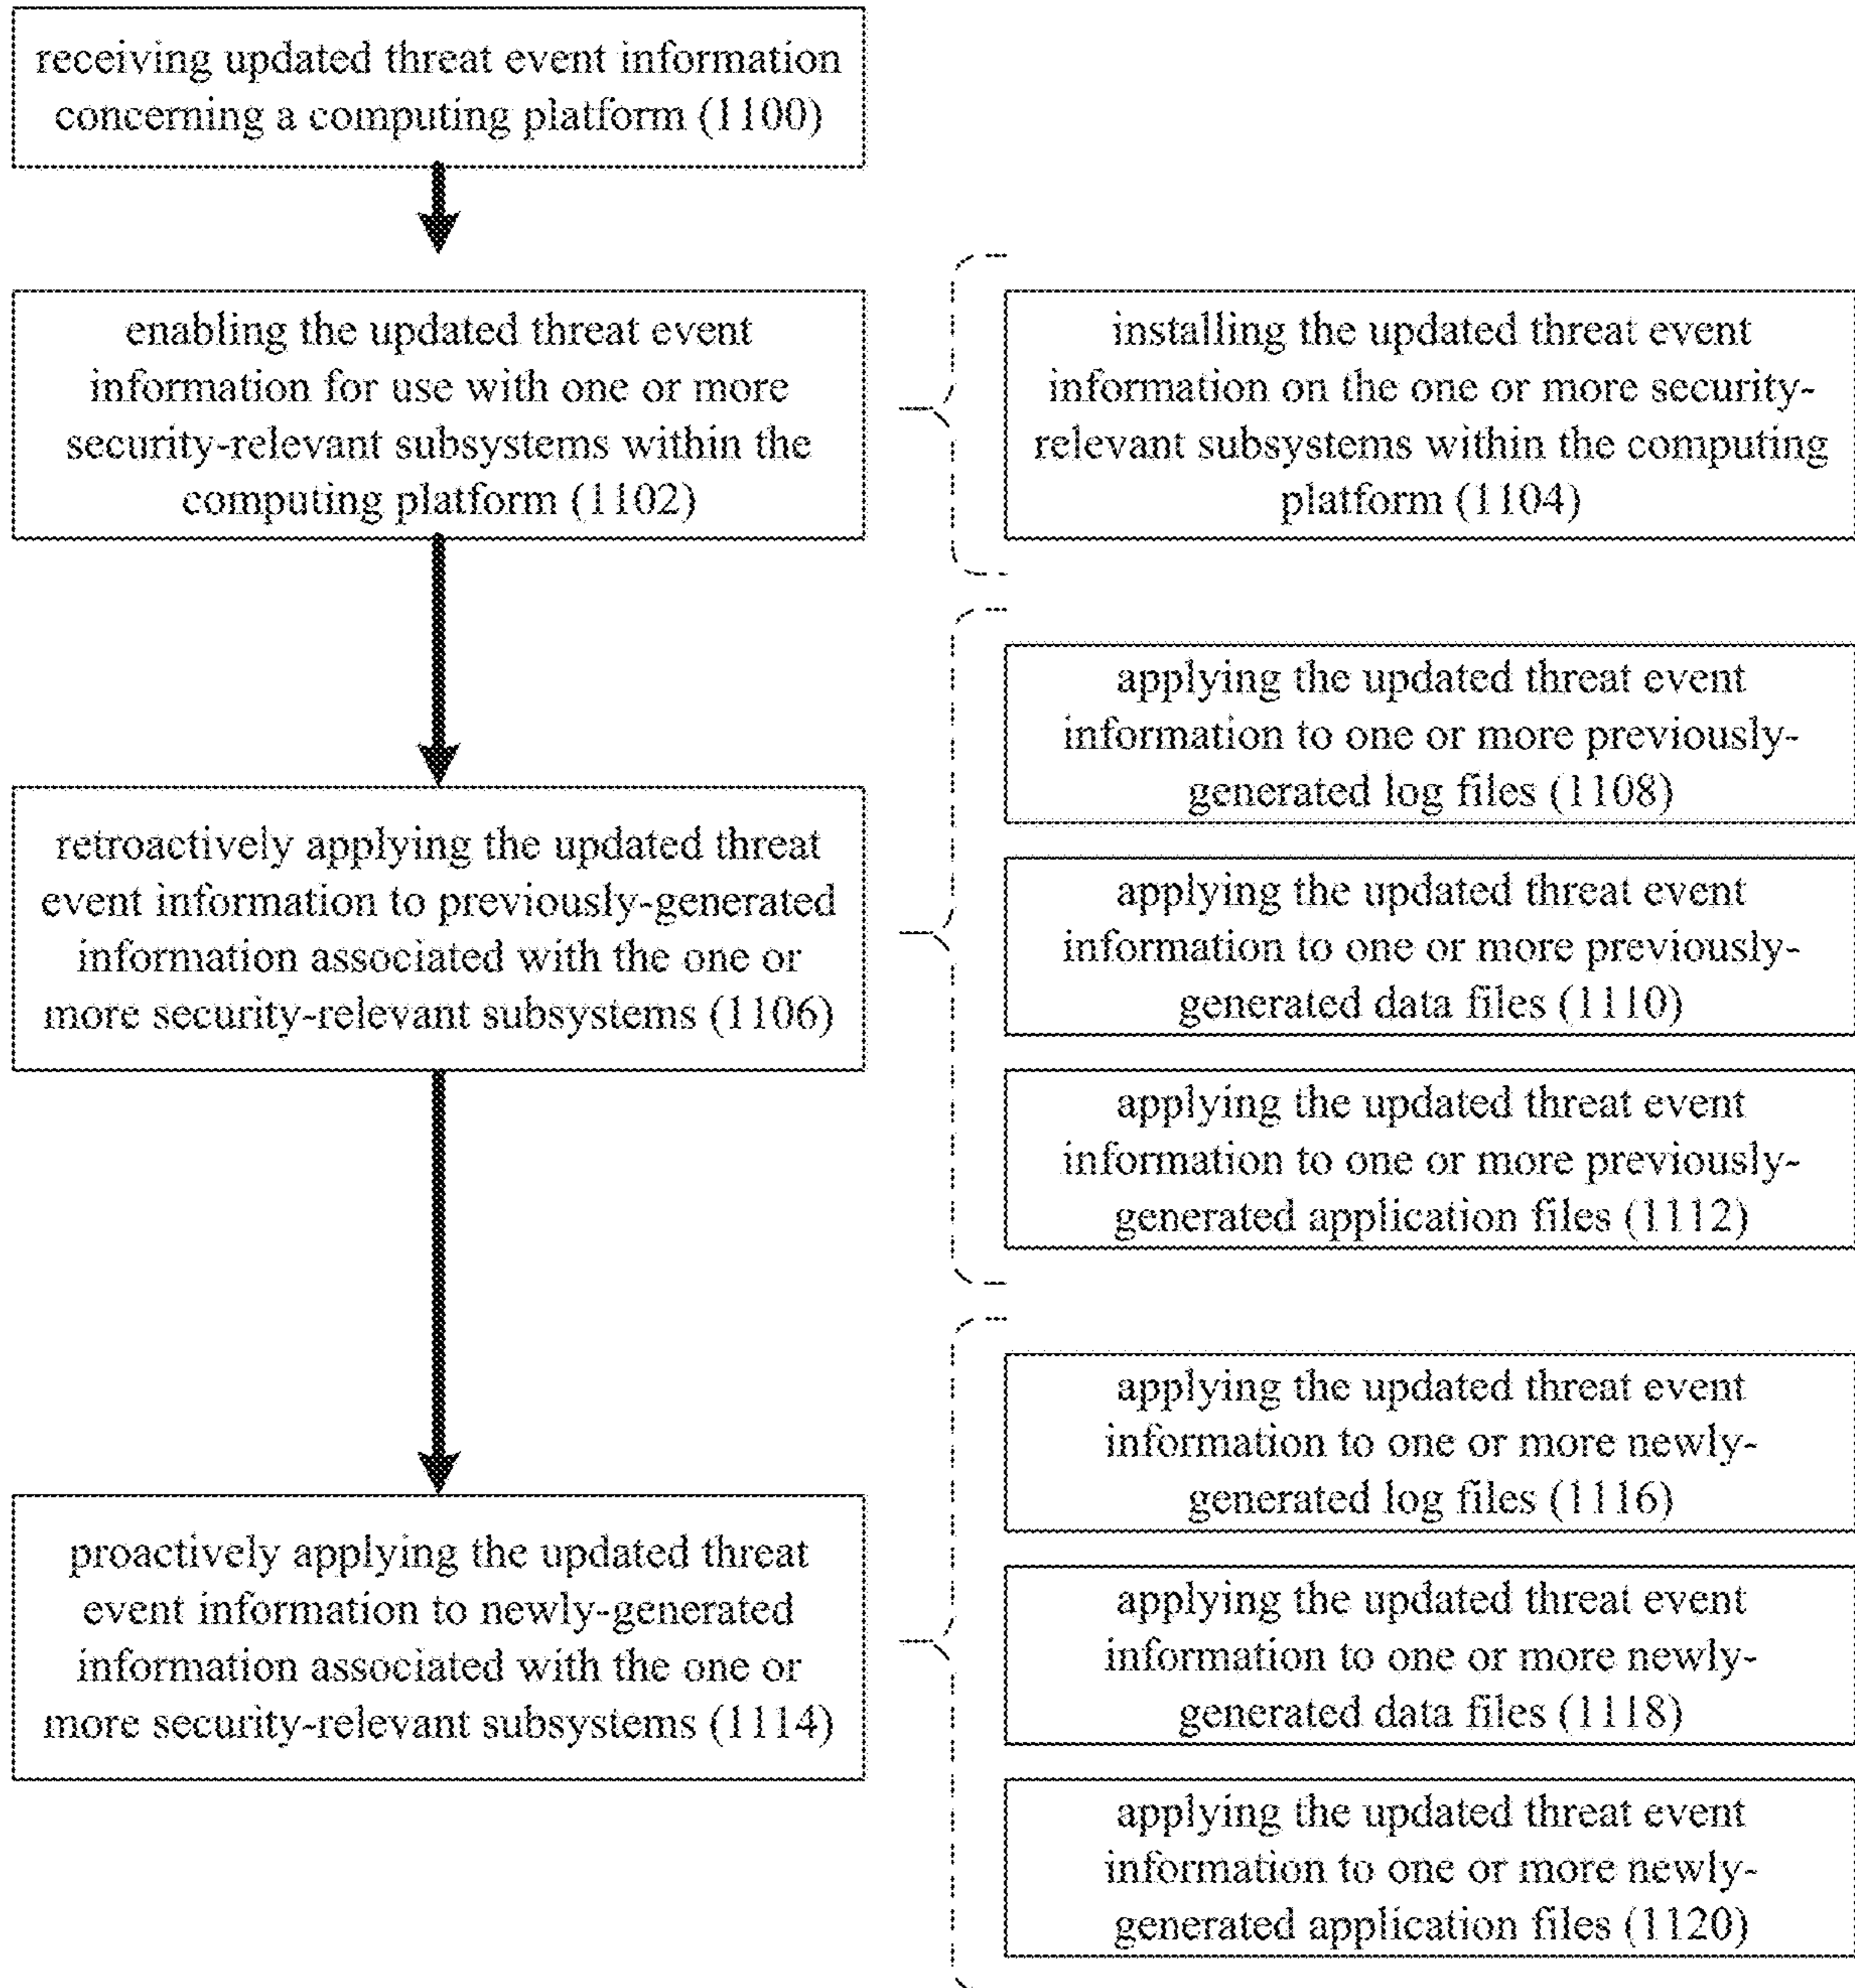 receiving updated threat event information
concerning a computing platform (1100)
enabling the updated threat event
information for use with one or more
security-relevant subsystems within the
computing platform (1102)
installing the updated threat event
information on the one or more security-
relevant subsystems within the computing
platform (1104)
retroactively applying the updated threat
event information to previously-generated
information associated with the one or
more security-relevant subsystems (1106)
applying the updated threat event
information to one or more previously-
generated log files (1108)
applying the updated threat event
information to one or more previously-
generated data files (1110)
applying the updated threat event
information to one or more previously-
generated application files (1112)
proactively applying the updated threat
event information to newly-generated
information associated with the one or
more security-relevant subsystems (1114)
applying the updated threat event
information to one or more newly-
generated log files (1116)
applying the updated threat event
information to one or more newly-
generated data files (1118)
applying the updated threat event
information to one or more newly-
generated application files (1120)